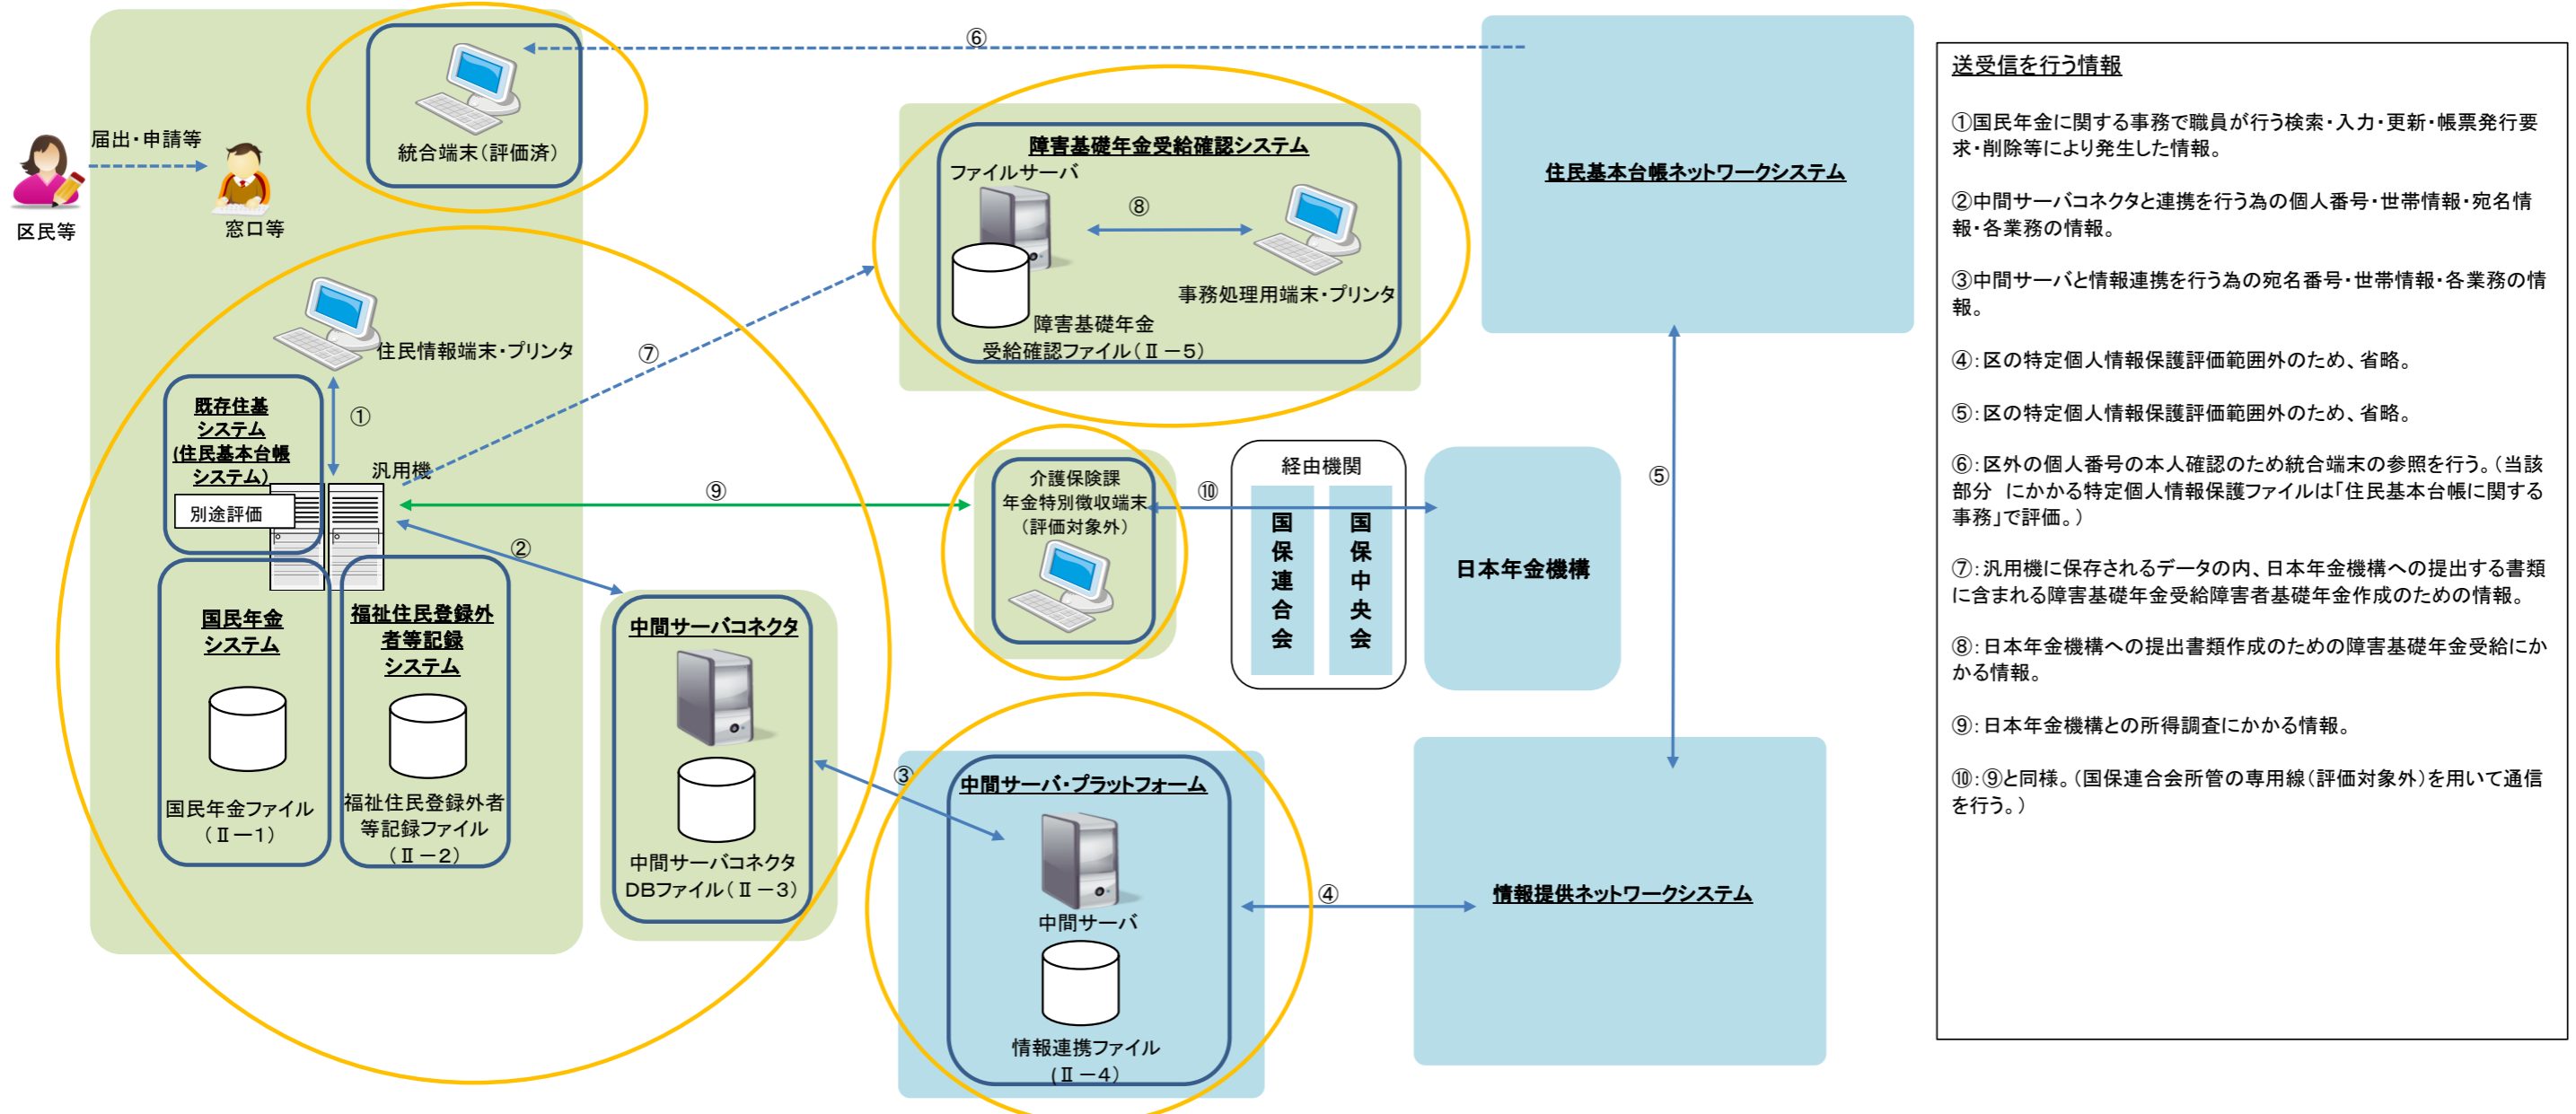 ⑥
統合端末(評価済)
届出・申請等
区民等
窓口等
住民情報端末・プリンタ
①
既存住基
システム
(住民基本台帳
システム)
別途評価
汎用機
国民年金
システム
国民年金ファイル
(Ⅱ-1)
福祉住民登録外
者等記録
システム
福祉住民登録外者
等記録ファイル
(Ⅱ-2)
②
中間サーバコネクタ
中間サーバコネクタ
DBファイル(Ⅱ-3)
⑦
障害基礎年金受給確認システム
ファイルサーバ
⑧
事務処理用端末・プリンタ
障害基礎年金
受給確認ファイル(Ⅱ-5)
⑨
介護保険課
年金特別徴収端末
(評価対象外)
⑩
経由機関
国保連合会
国保中央会
日本年金機構
③
中間サーバ・プラットフォーム
中間サーバ
情報連携ファイル
(Ⅱ-4)
④
住民基本台帳ネットワークシステム
⑤
情報提供ネットワークシステム
送受信を行う情報
①国民年金に関する事務で職員が行う検索・入力・更新・帳票発行要
求・削除等により発生した情報。
②中間サーバコネクタと連携を行う為の個人番号・世帯情報・宛名情
報・各業務の情報。
③中間サーバと情報連携を行う為の宛名番号・世帯情報・各業務の情
報。
④:区の特定個人情報保護評価範囲外のため、省略。
⑤:区の特定個人情報保護評価範囲外のため、省略。
⑥:区外の個人番号の本人確認のため統合端末の参照を行う。(当該
部分 にかかる特定個人情報保護ファイルは「住民基本台帳に関する
事務」で評価。)
⑦:汎用機に保存されるデータの内、日本年金機構への提出する書類
に含まれる障害基礎年金受給障害者基礎年金作成のための情報。
⑧:日本年金機構への提出書類作成のための障害基礎年金受給にか
かる情報。
⑨:日本年金機構との所得調査にかかる情報。
⑩:⑨と同様。(国保連合会所管の専用線(評価対象外)を用いて通信
を行う。)